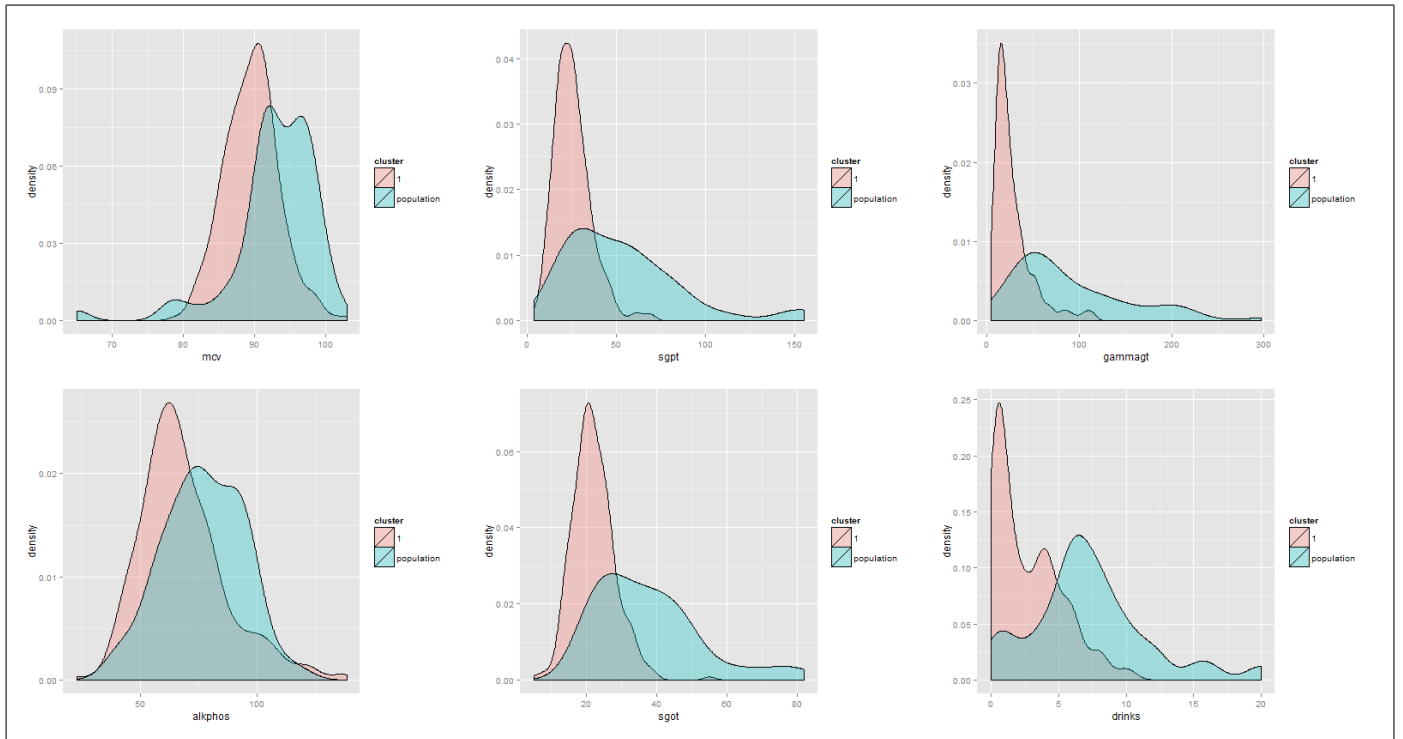 density
0.09
0.06
0.03
0.00
70
80
90
100
mcv
cluster
1
population
density
0.04
0.03
0.02
0.01
0.00
0
50
100
150
sgpt
cluster
1
population
density
0.03
0.02
0.01
0.00
0
100
200
300
gammagt
cluster
1
population
density
0.02
0.01
0.00
50
100
alkphos
cluster
1
population
density
0.06
0.04
0.02
0.00
20
40
60
80
sgot
cluster
1
population
density
0.25
0.20
0.15
0.10
0.05
0.00
0
5
10
15
20
drinks
cluster
1
population